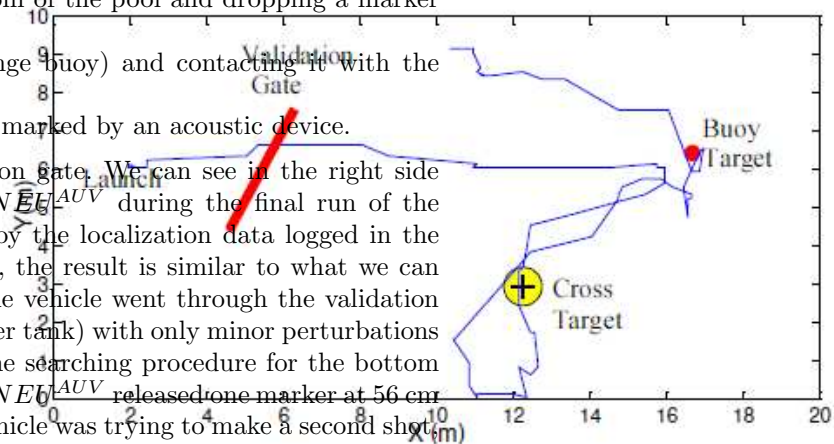 om of the pool and dropping a marker
nge buoy) and contacting it with the
marked by an acoustic device.
on gate. We can see in the right side
NEU^AUV during the final run of the
by the localization data logged in the
, the result is similar to what we can
e vehicle went through the validation
er tank) with only minor perturbations
e searching procedure for the bottom
NEU^AUV released one marker at 56 cm
hicle was trying to make a second shot,
10
9
8
7
6
5
4
3
2
1
0
Y(m)
Validation
Gate
Launch
Buoy
Target
Cross
Target
0 2 4 6 8 10 12 14 16 18 20
X (m)